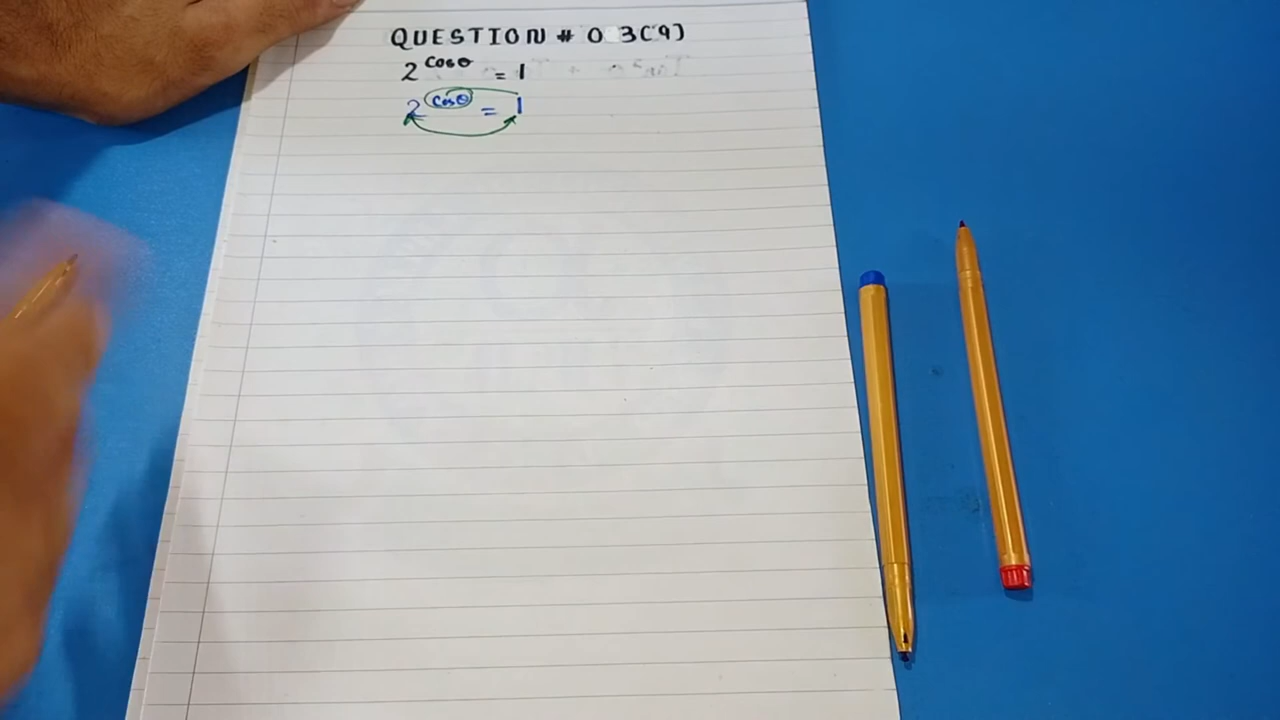 QUESTION # 03(9)
2^cosθ = 1
2^cosθ = 1